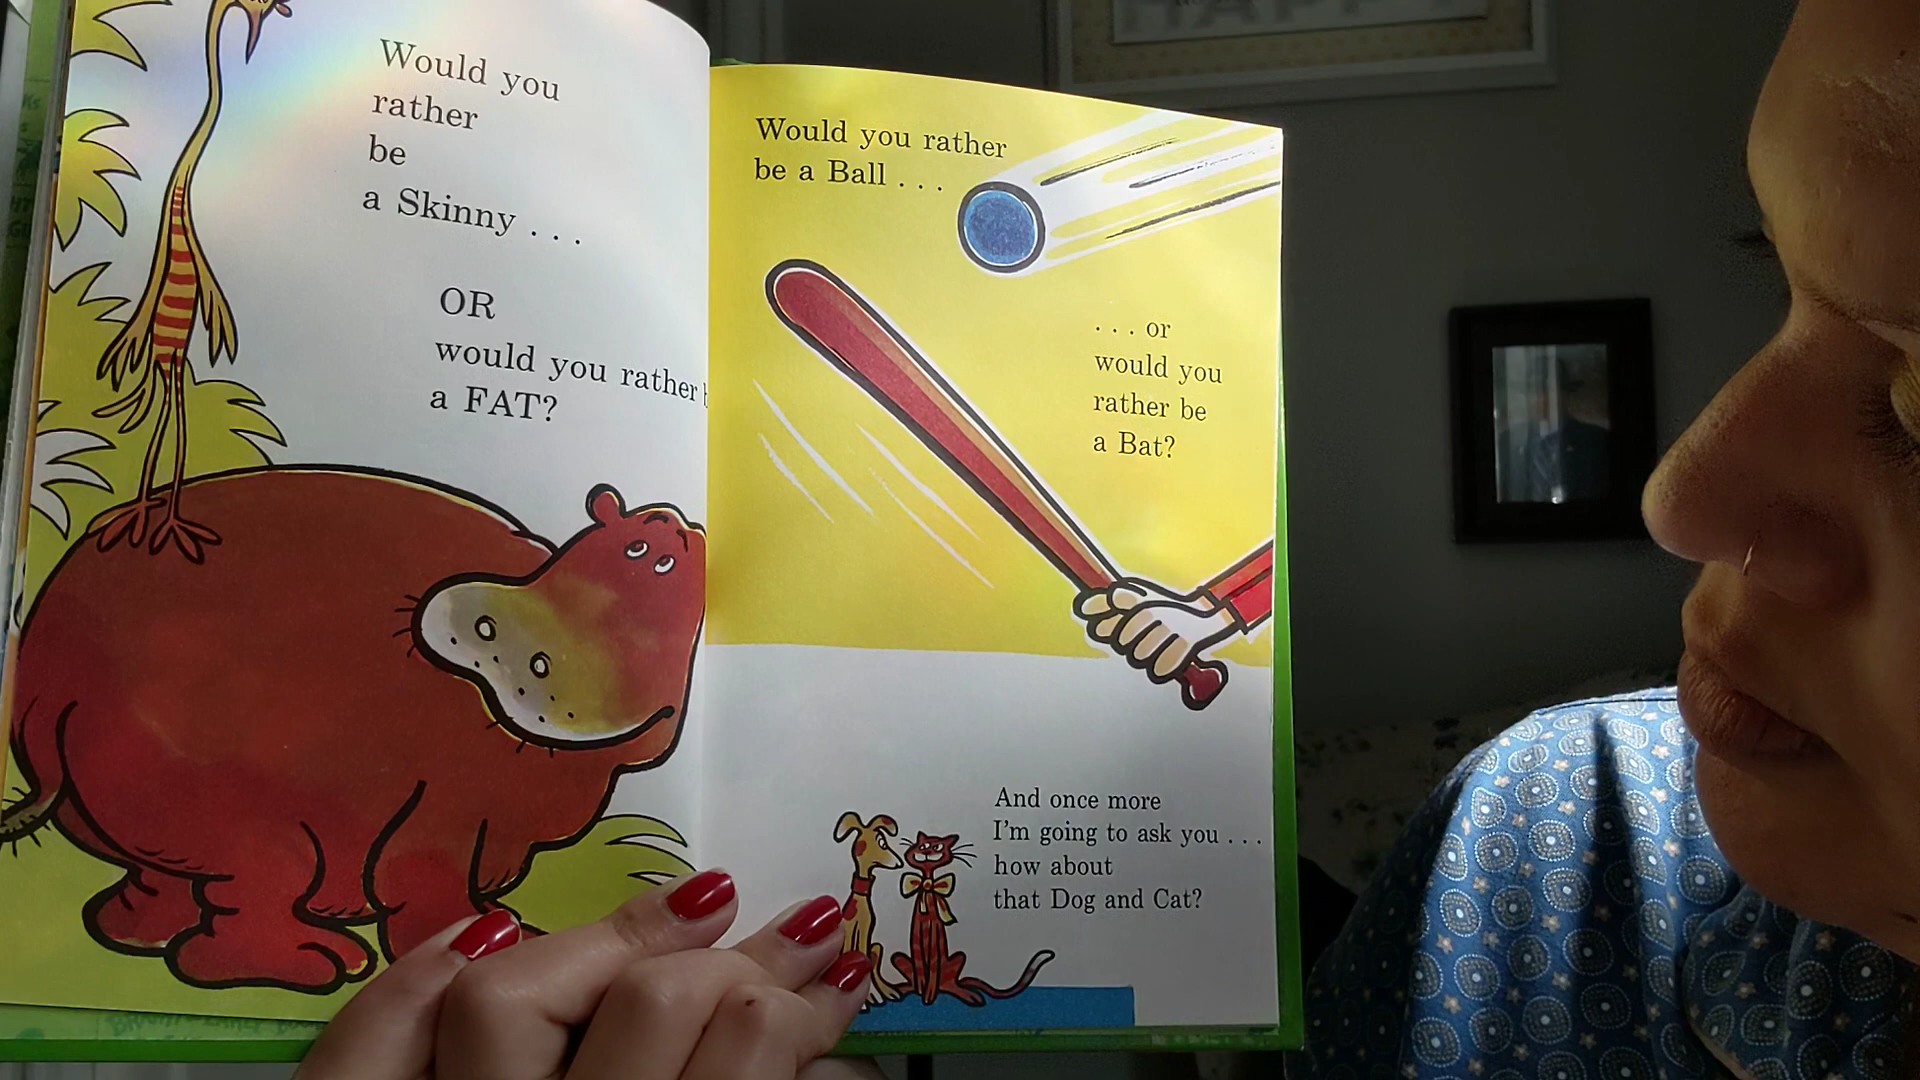 Would you
rather
be
a Skinny . . .
OR
would you rather b
a FAT?
Would you rather
be a Ball . . .
. . . or
would you
rather be
a Bat?
And once more
I'm going to ask you . . .
how about
that Dog and Cat?
HAPPY